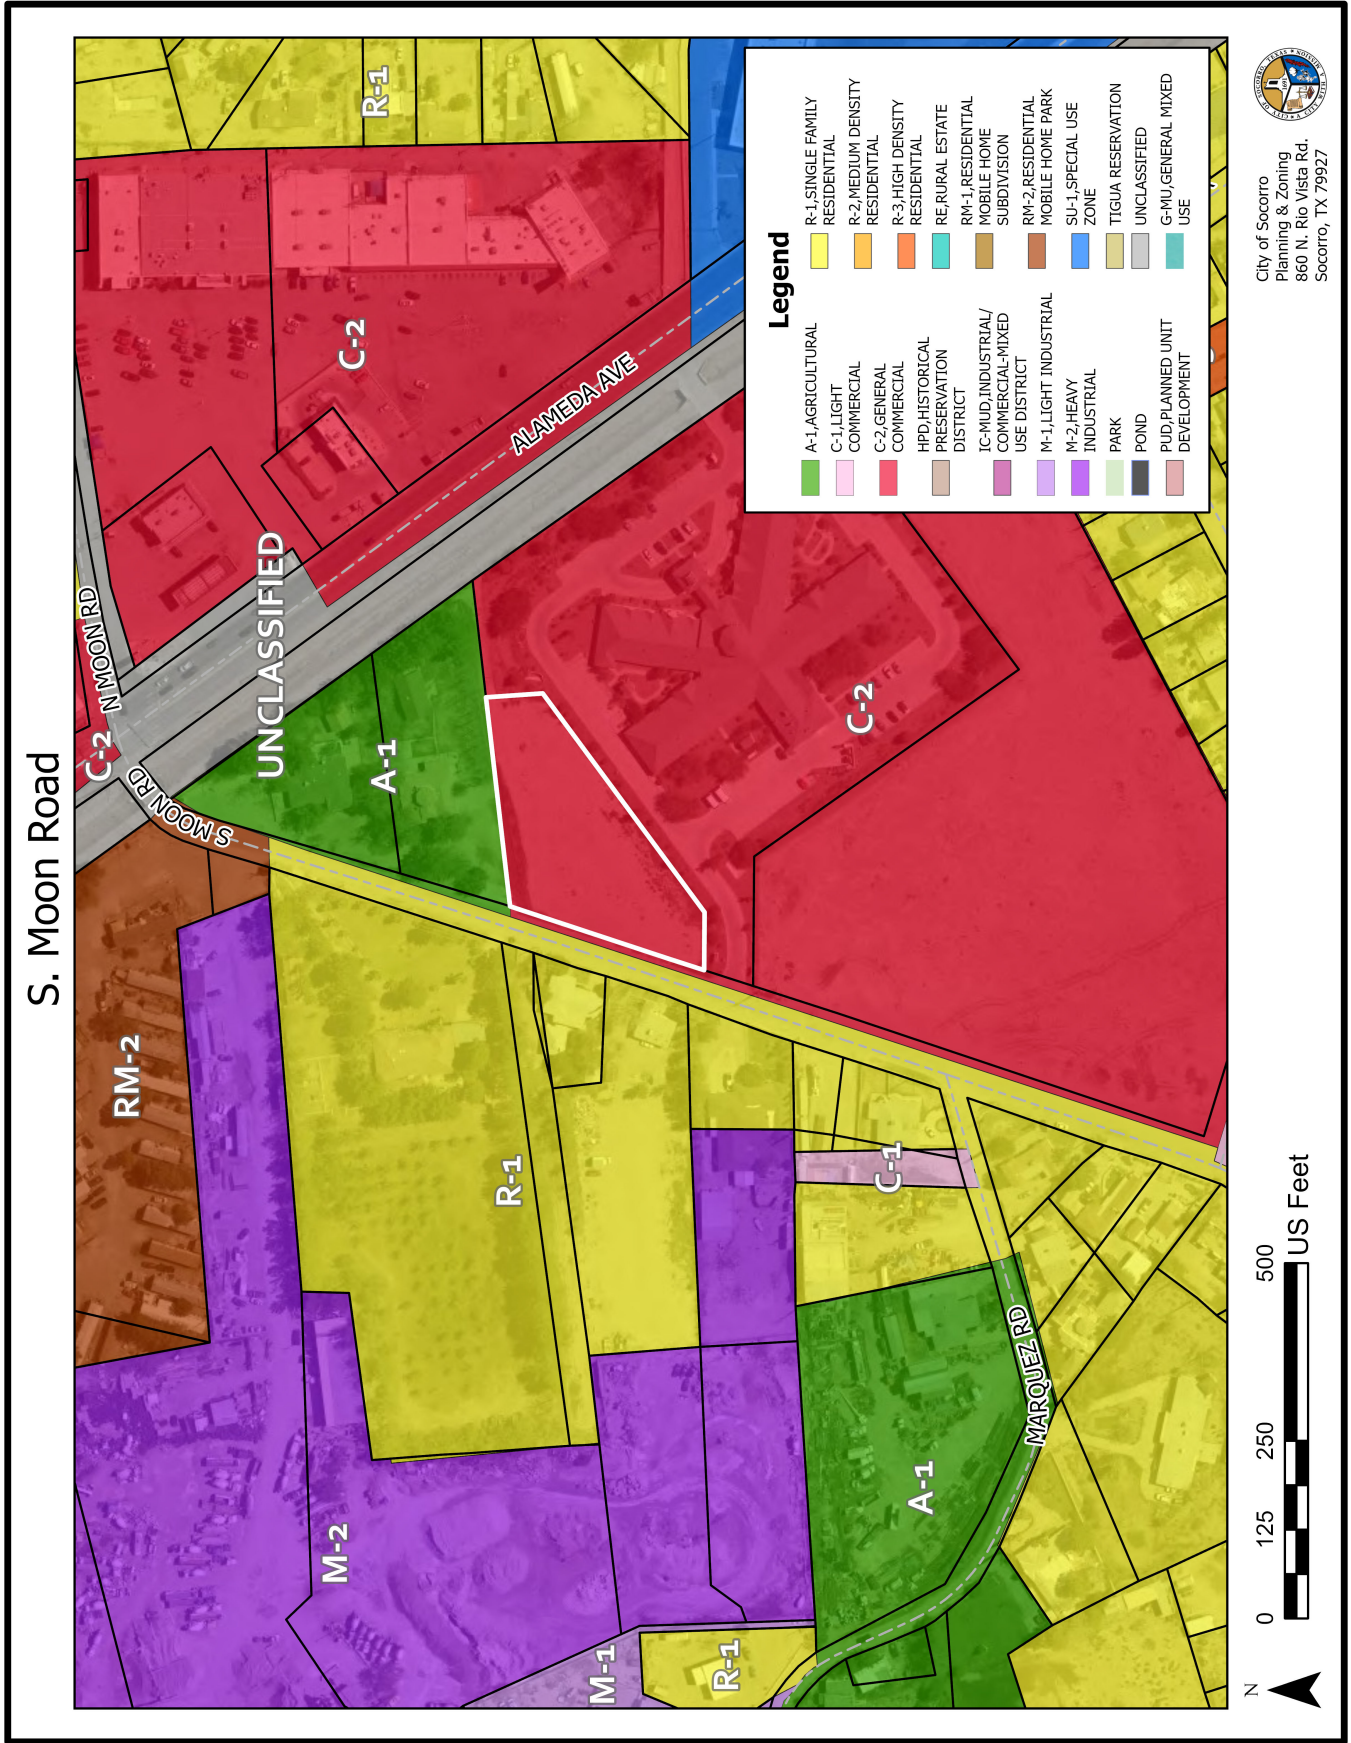 S. Moon Road
C-2
N MOON RD
S MOON RD
UNCLASSIFIED
R-1
C-2
ALAMEDA AVE
A-1
RM-2
R-1
C-2
C-1
M-2
M-1
R-1
A-1
MARQUEZ RD
Legend
A-1,AGRICULTURAL
C-1,LIGHT
COMMERCIAL
C-2,GENERAL
COMMERCIAL
HPD,HISTORICAL
PRESERVATION
DISTRICT
IC-MUD,INDUSTRIAL/
COMMERCIAL-MIXED
USE DISTRICT
M-1,LIGHT INDUSTRIAL
M-2,HEAVY
INDUSTRIAL
PARK
POND
PUD,PLANNED UNIT
DEVELOPMENT
R-1,SINGLE FAMILY
RESIDENTIAL
R-2,MEDIUM DENSITY
RESIDENTIAL
R-3,HIGH DENSITY
RESIDENTIAL
RE,RURAL ESTATE
RM-1,RESIDENTIAL
MOBILE HOME
SUBDIVISION
RM-2,RESIDENTIAL
MOBILE HOME PARK
SU-1,SPECIAL USE
ZONE
TIGUA RESERVATION
UNCLASSIFIED
G-MU,GENERAL MIXED
USE
N
0 125 250 500
US Feet
City of Socorro
Planning & Zoning
860 N. Rio Vista Rd.
Socorro, TX 79927